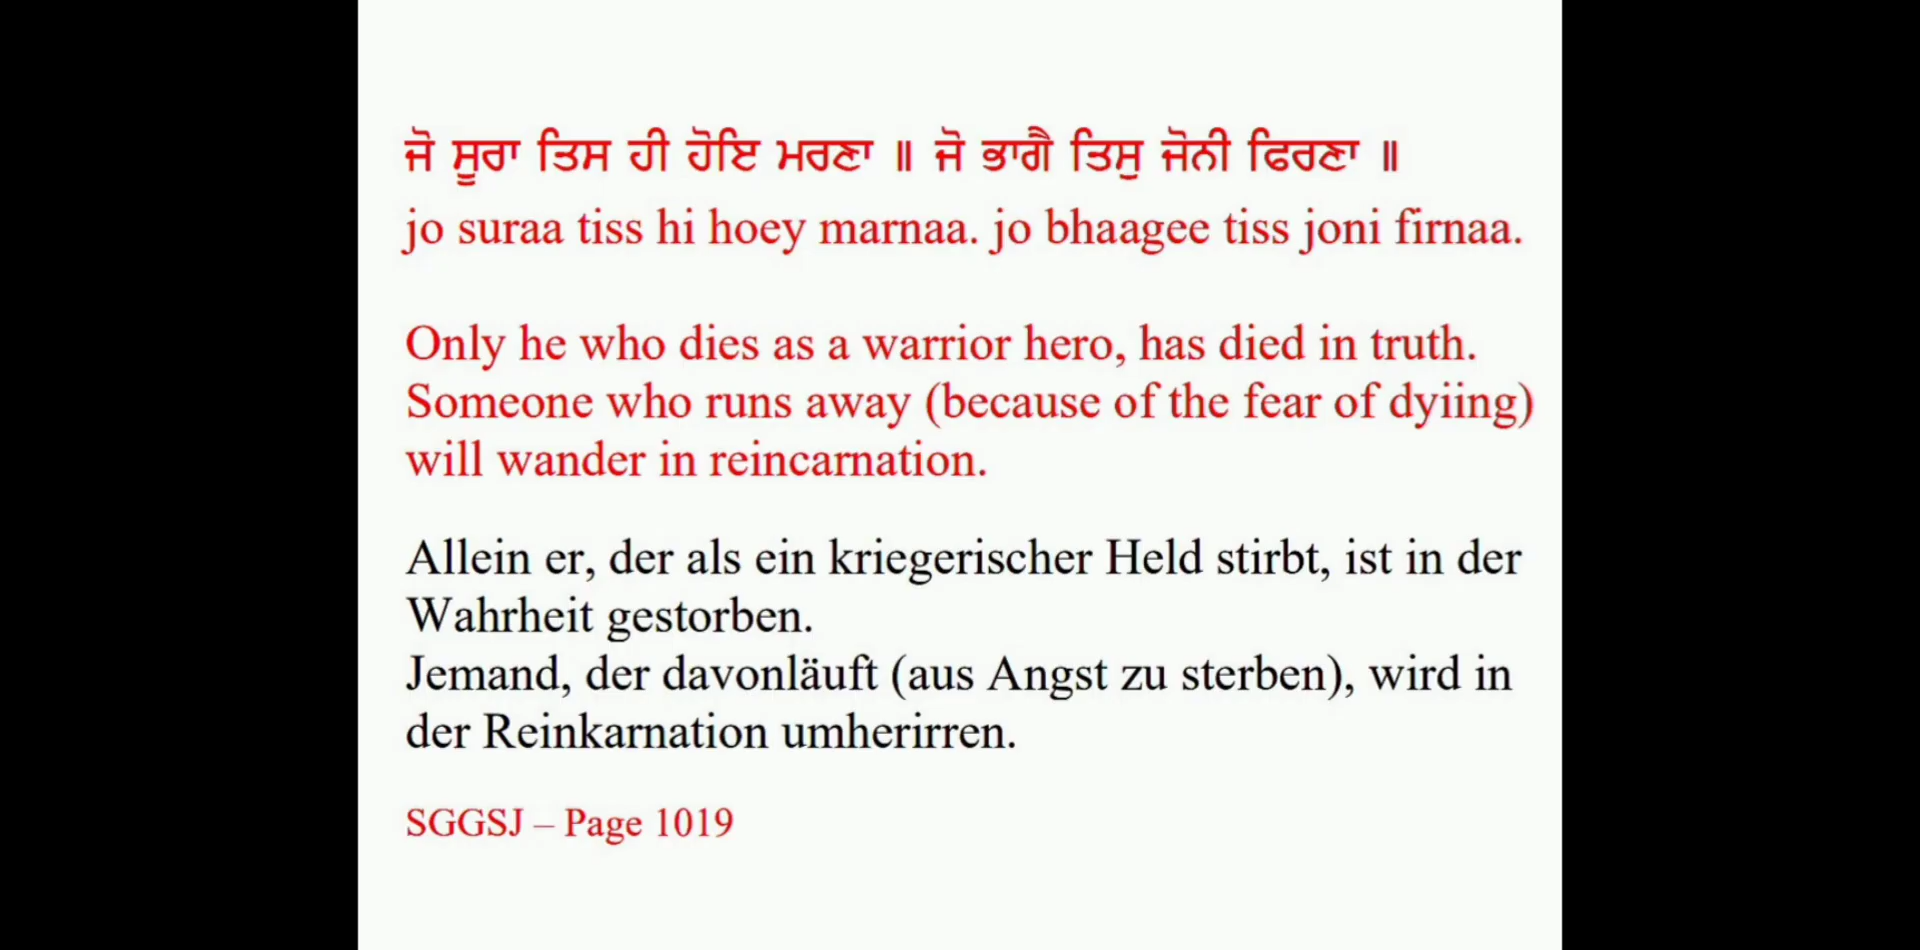 ਜੋ ਸੂਰਾ ਤਿਸ ਹੀ ਹੋਇ ਮਰਣਾ ॥ ਜੋ ਭਾਗੈ ਤਿਸੁ ਜੋਨੀ ਫਿਰਣਾ ॥
jo suraa tiss hi hoey marnaa. jo bhaagee tiss joni firnaa.
Only he who dies as a warrior hero, has died in truth.
Someone who runs away (because of the fear of dyiing)
will wander in reincarnation.
Allein er, der als ein kriegerischer Held stirbt, ist in der
Wahrheit gestorben.
Jemand, der davonläuft (aus Angst zu sterben), wird in
der Reinkarnation umherirren.
SGGSJ – Page 1019